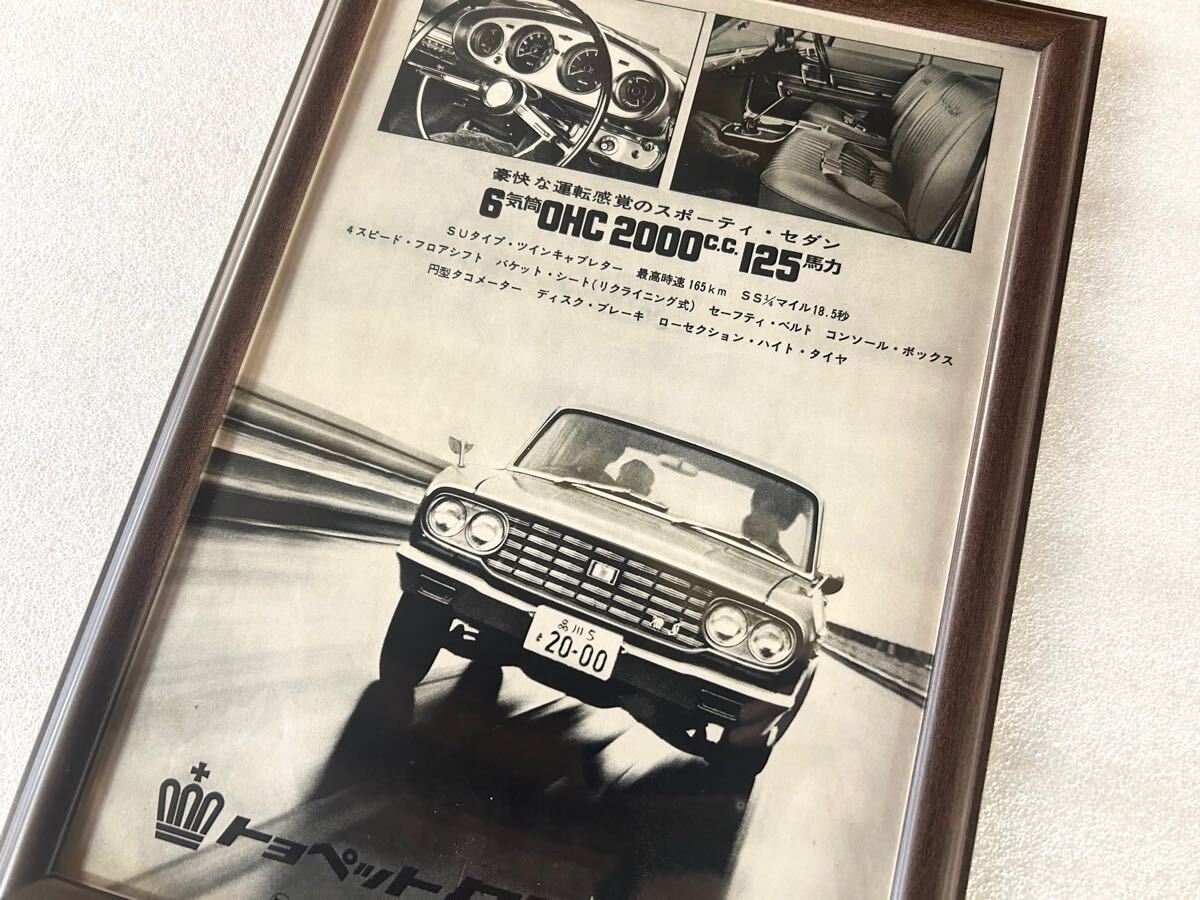 豪快な運転感覚のスポーティ・セダン
6気筒OHC 2000c.c. 125馬力
SUタイプ・ツインキャブレター 最高時速165km SS¼マイル18.5秒
4スピード・フロアシフト バケット・シート(リクライニング式) セーフティ・ベルト コンソール・ボックス
円型タコメーター ディスク・ブレーキ ローセクション・ハイト・タイヤ
品川5
20-00
トヨペット